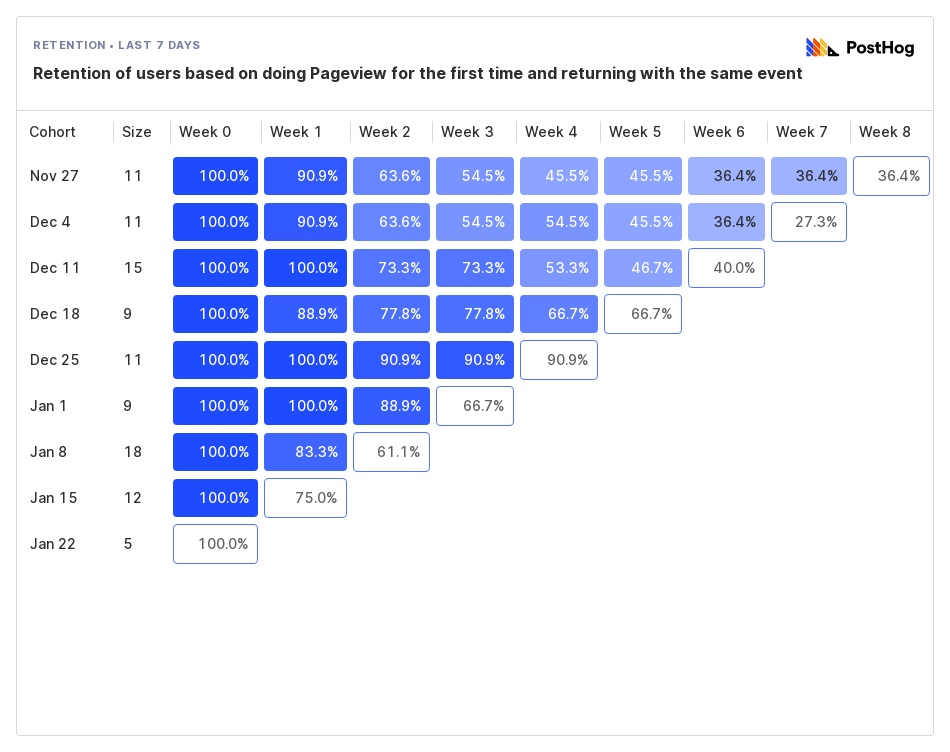 RETENTION • LAST 7 DAYS
PostHog
Retention of users based on doing Pageview for the first time and returning with the same event
Cohort Size Week 0 Week 1 Week 2 Week 3 Week 4 Week 5 Week 6 Week 7 Week 8
Nov 27 11 100.0% 90.9% 63.6% 54.5% 45.5% 45.5% 36.4% 36.4% 36.4%
Dec 4 11 100.0% 90.9% 63.6% 54.5% 54.5% 45.5% 36.4% 27.3%
Dec 11 15 100.0% 100.0% 73.3% 73.3% 53.3% 46.7% 40.0%
Dec 18 9 100.0% 88.9% 77.8% 77.8% 66.7% 66.7%
Dec 25 11 100.0% 100.0% 90.9% 90.9% 90.9%
Jan 1 9 100.0% 100.0% 88.9% 66.7%
Jan 8 18 100.0% 83.3% 61.1%
Jan 15 12 100.0% 75.0%
Jan 22 5 100.0%